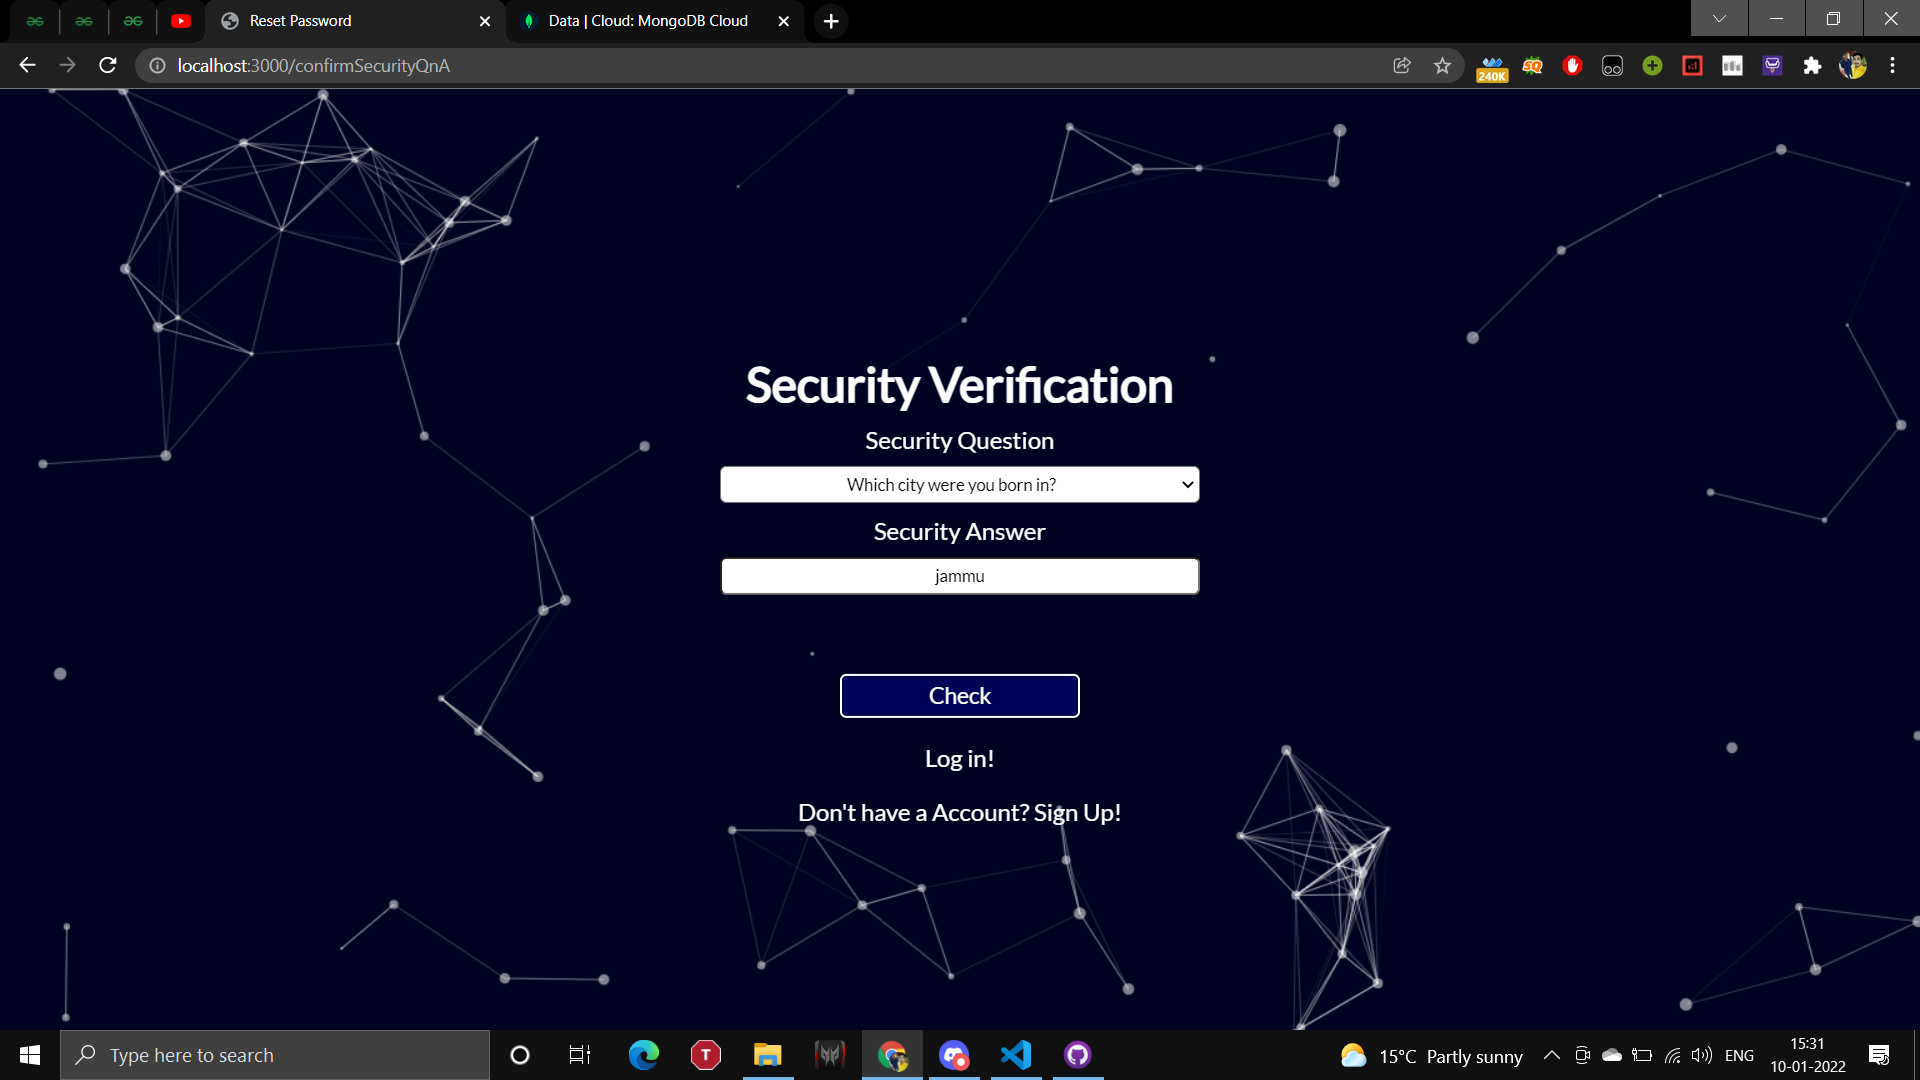 Reset Password
Data | Cloud: MongoDB Cloud
localhost:3000/confirmSecurityQnA
240K
SQ
Security Verification
Security Question
Which city were you born in?
Security Answer
jammu
Check
Log in!
Don't have a Account? Sign Up!
Type here to search
T
15°C Partly sunny
ENG
15:31
10-01-2022